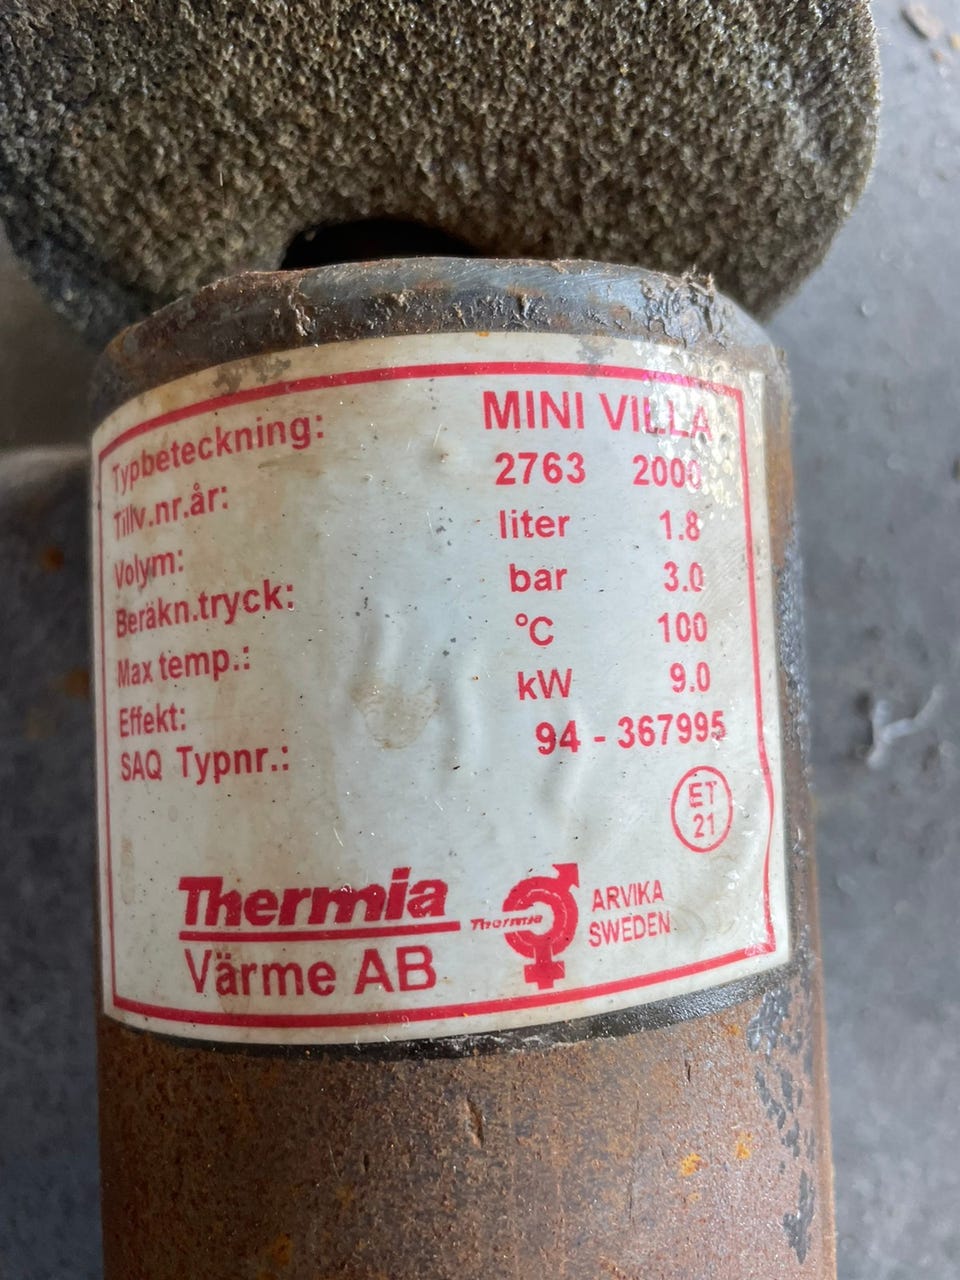 Typbeteckning: MINI VILLA
Tillv.nr.år: 2763 2000
Volym: liter 1.8
Beräkn.tryck: bar 3.0
Max temp.: °C 100
Effekt: kW 9.0
SAQ Typnr.: 94 - 367995
ET
21
Thermia
Värme AB
Thermia
ARVIKA
SWEDEN